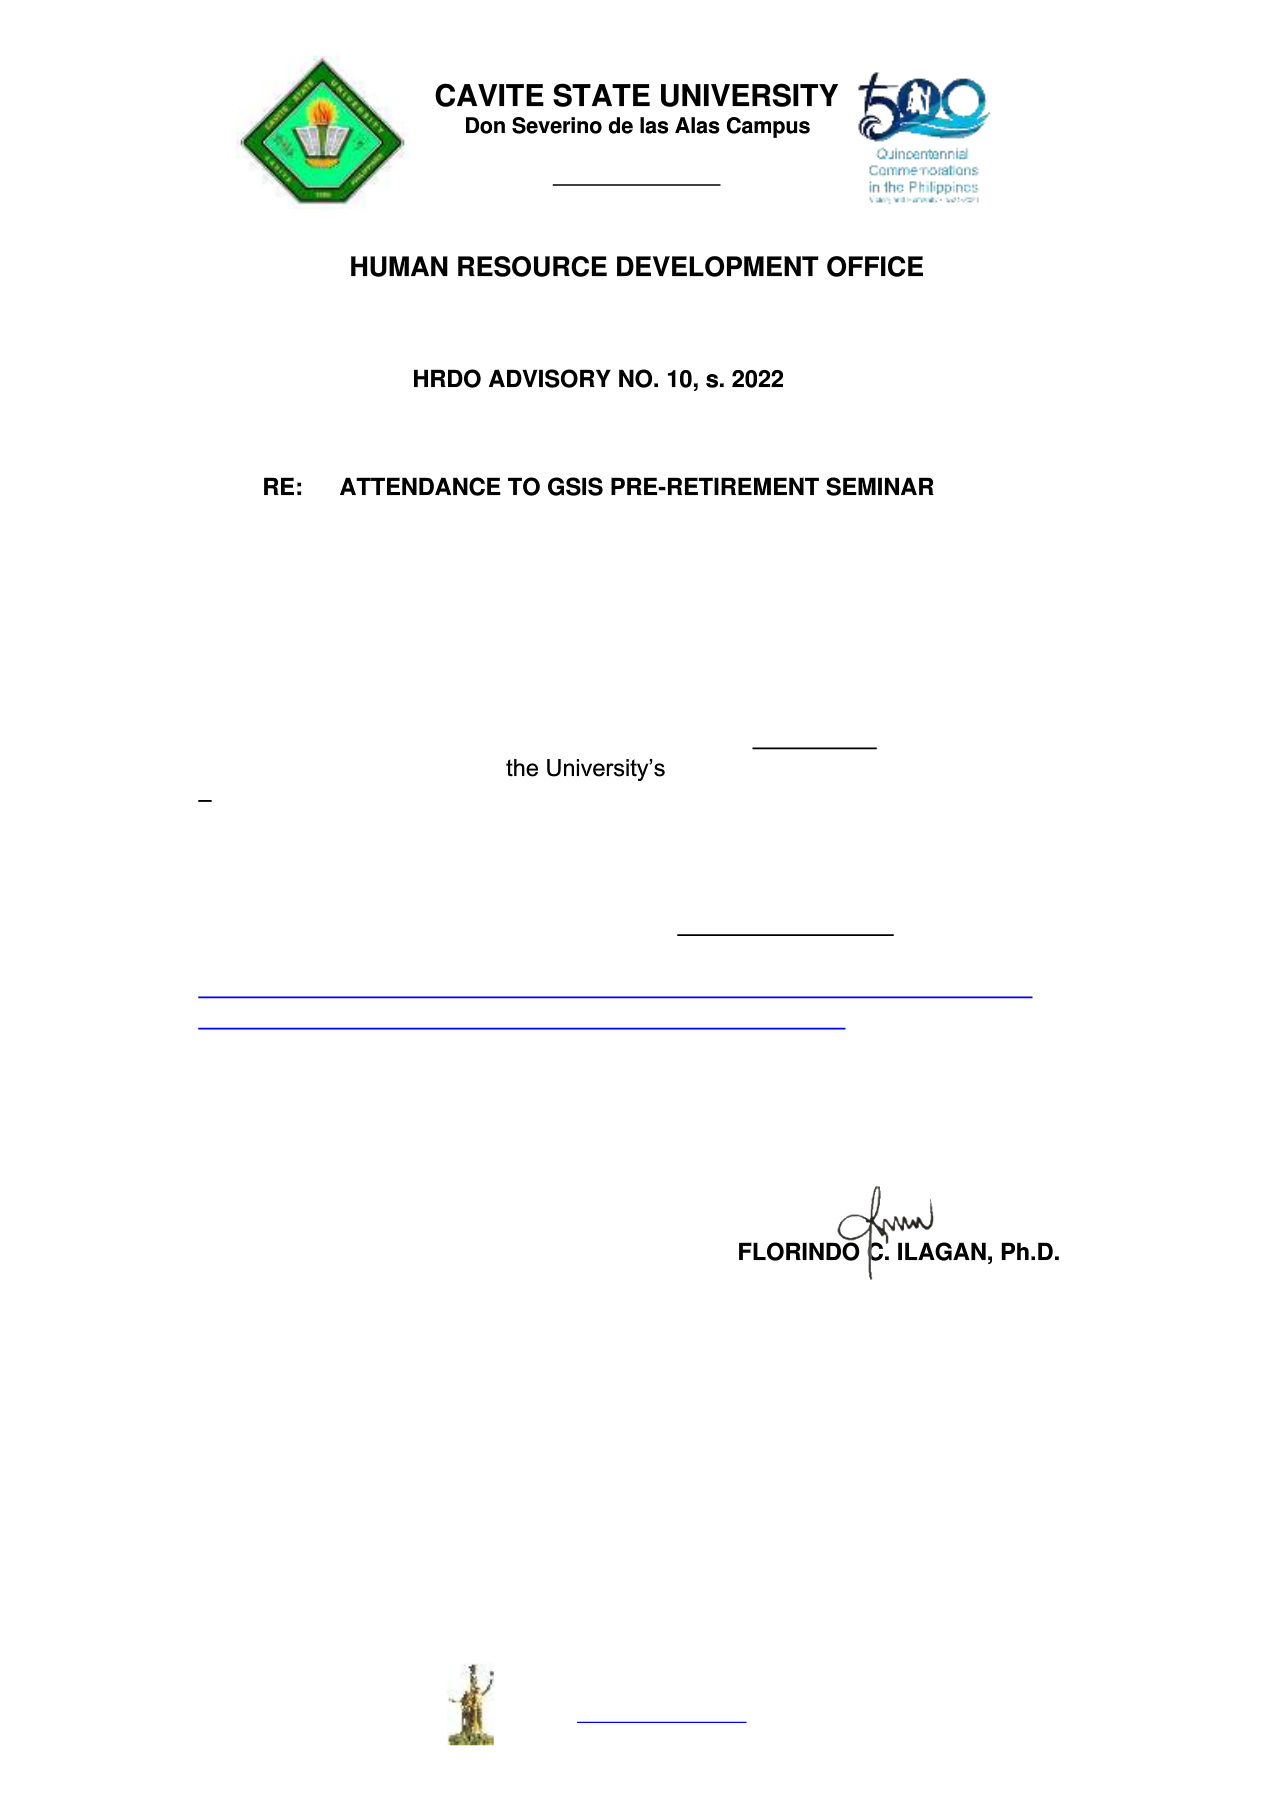 CAVITE STATE UNIVERSITY
Don Severino de las Alas Campus
Quincentennial
Commemorations
in the Philippines
HUMAN RESOURCE DEVELOPMENT OFFICE
HRDO ADVISORY NO. 10, s. 2022
RE: ATTENDANCE TO GSIS PRE-RETIREMENT SEMINAR
the University’s
FLORINDO C. ILAGAN, Ph.D.